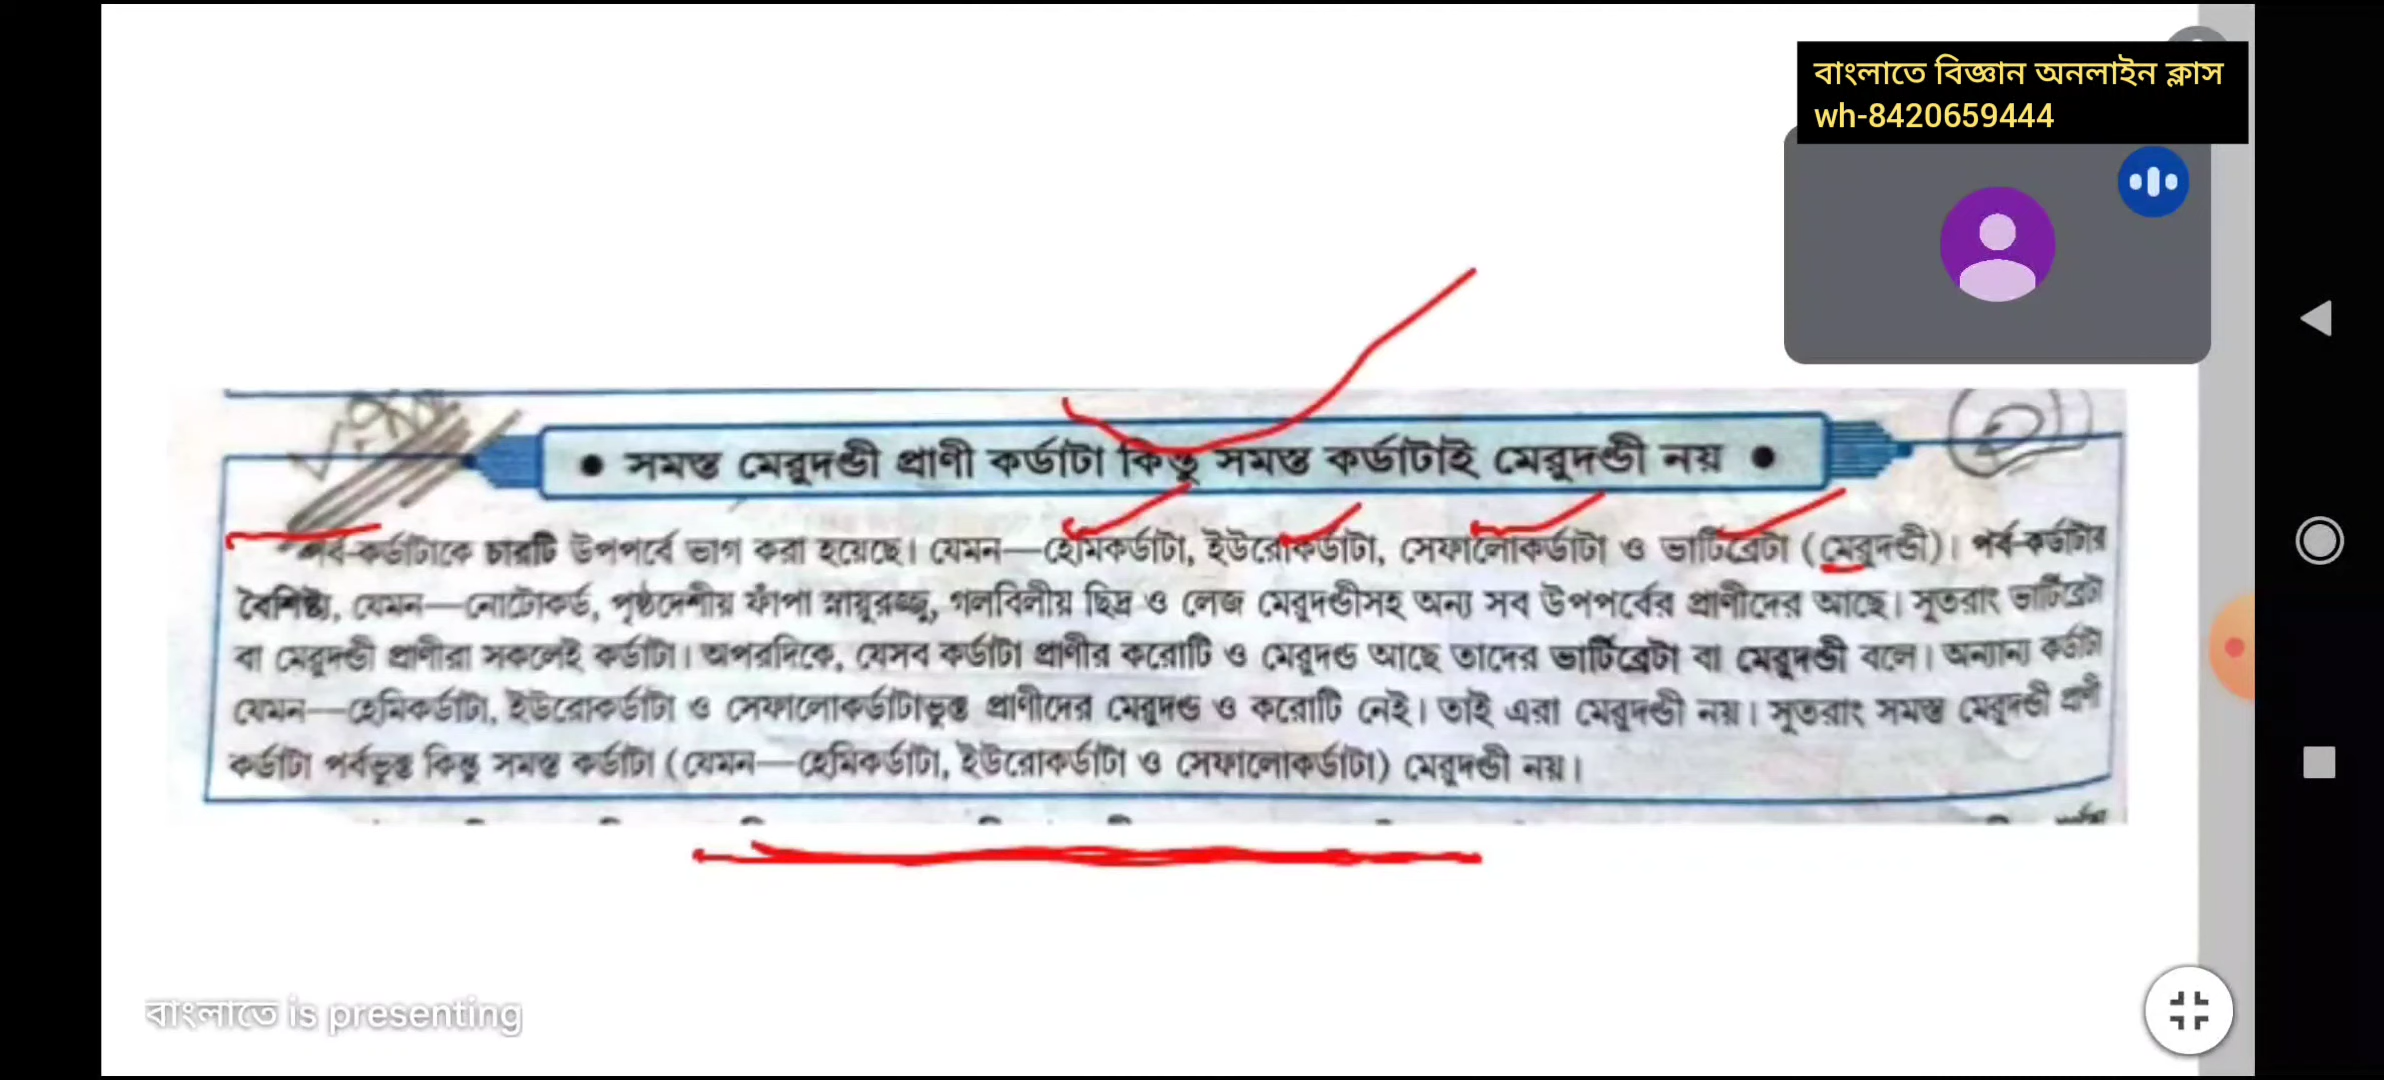 বাংলাতে বিজ্ঞান অনলাইন ক্লাস
wh-8420659444
● সমস্ত মেরুদণ্ডী প্রাণী কর্ডাটা কিন্তু সমস্ত কর্ডাটাই মেরুদণ্ডী নয় ●
পর্ব-কর্ডাটাকে চারটি উপপর্বে ভাগ করা হয়েছে। যেমন—হেমিকর্ডাটা, ইউরোকর্ডাটা, সেফালোকর্ডাটা ও ভার্টিব্রেটা (মেরুদণ্ডী)। পর্ব-কর্ডাটার
বৈশিষ্ট্য, যেমন—নোটোকর্ড, পৃষ্ঠদেশীয় ফাঁপা স্নায়ুরজ্জু, গলবিলীয় ছিদ্র ও লেজ মেরুদণ্ডীসহ অন্য সব উপপর্বের প্রাণীদের আছে। সুতরাং ভার্টিব্রেটা
বা মেরুদণ্ডী প্রাণীরা সকলেই কর্ডাটা। অপরদিকে, যেসব কর্ডাটা প্রাণীর করোটি ও মেরুদণ্ড আছে তাদের ভার্টিব্রেটা বা মেরুদণ্ডী বলে। অন্যান্য কর্ডাটা
যেমন—হেমিকর্ডাটা, ইউরোকর্ডাটা ও সেফালোকর্ডাটাভুক্ত প্রাণীদের মেরুদণ্ড ও করোটি নেই। তাই এরা মেরুদণ্ডী নয়। সুতরাং সমস্ত মেরুদণ্ডী প্রাণী
কর্ডাটা পর্বভুক্ত কিন্তু সমস্ত কর্ডাটা (যেমন—হেমিকর্ডাটা, ইউরোকর্ডাটা ও সেফালোকর্ডাটা) মেরুদণ্ডী নয়।
বাংলাতে is presenting